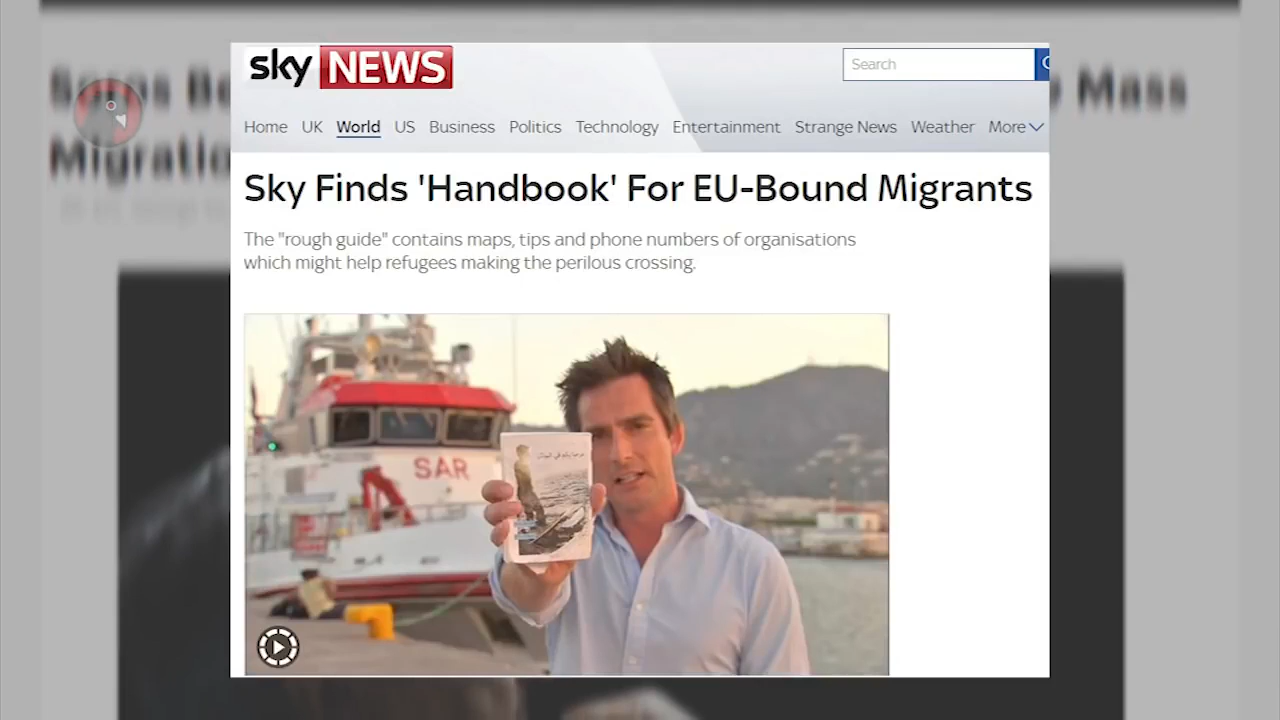 sky NEWS
Search
Home UK World US Business Politics Technology Entertainment Strange News Weather More
Sky Finds 'Handbook' For EU-Bound Migrants
The "rough guide" contains maps, tips and phone numbers of organisations
which might help refugees making the perilous crossing.
SAR
Mass
Migratio